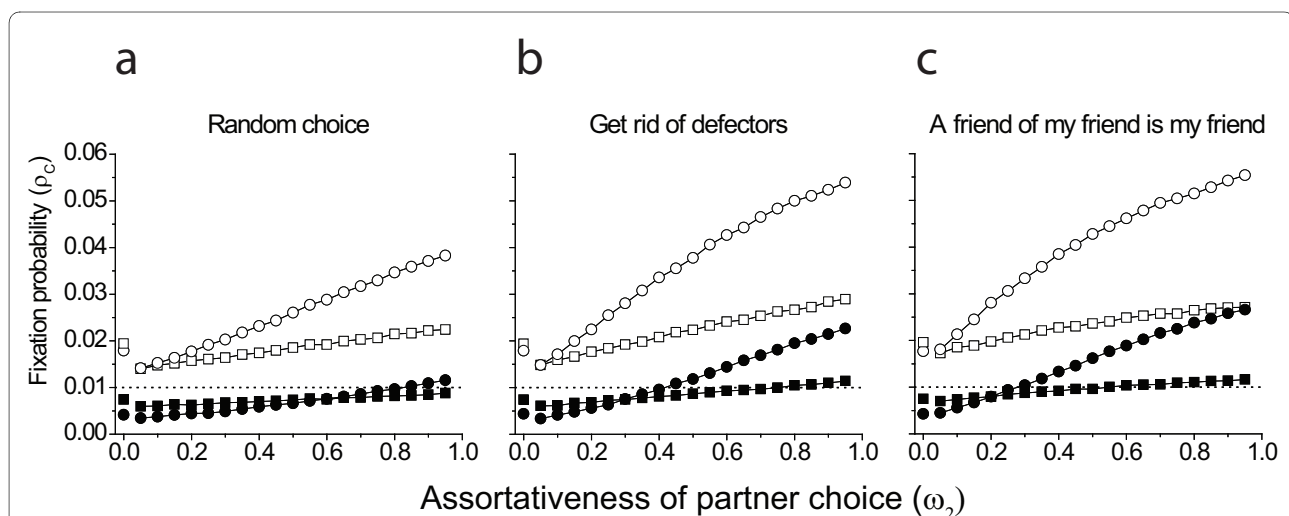 a
b
c
Random choice
Get rid of defectors
A friend of my friend is my friend
Fixation probability (ρC)
0.06
0.05
0.04
0.03
0.02
0.01
0.00
0.0 0.2 0.4 0.6 0.8 1.0
0.0 0.2 0.4 0.6 0.8 1.0
0.0 0.2 0.4 0.6 0.8 1.0
Assortativeness of partner choice (ω2)